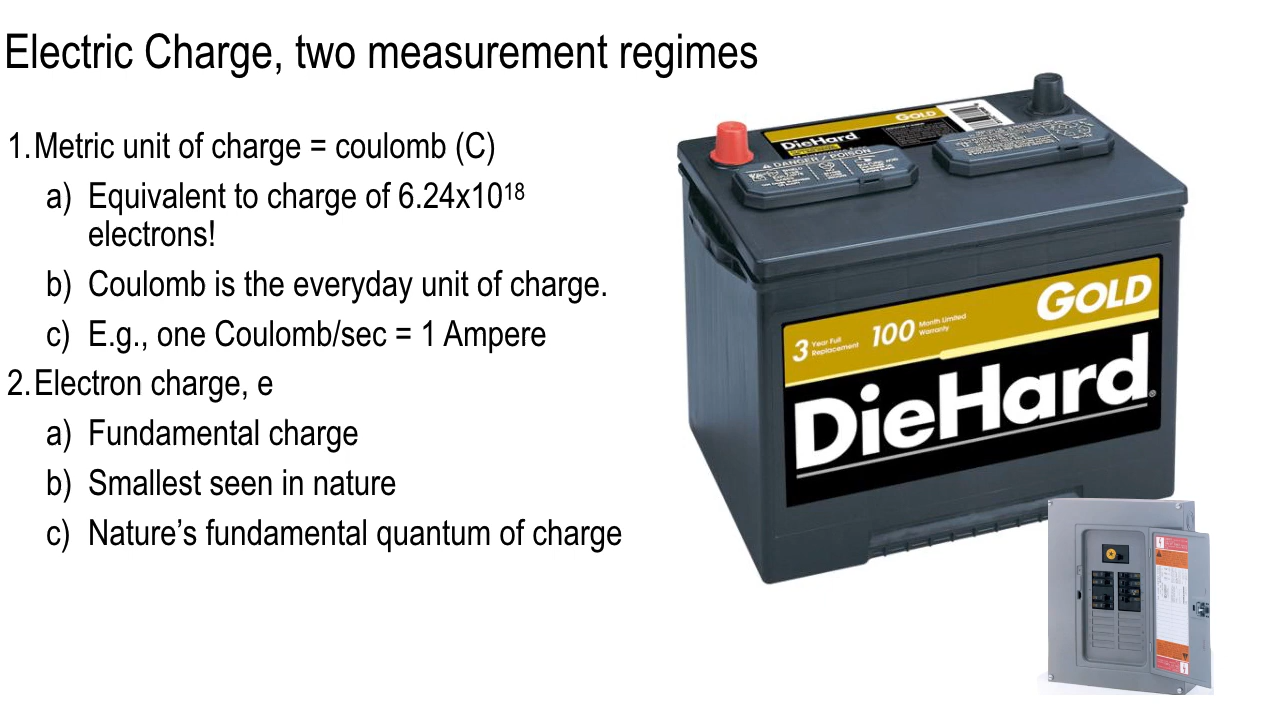 Electric Charge, two measurement regimes
1. Metric unit of charge = coulomb (C)
a) Equivalent to charge of 6.24x10¹⁸
electrons!
b) Coulomb is the everyday unit of charge.
c) E.g., one Coulomb/sec = 1 Ampere
2. Electron charge, e
a) Fundamental charge
b) Smallest seen in nature
c) Nature’s fundamental quantum of charge
GOLD
DieHard
DANGER / POISON
GOLD
3 Year Full Replacement 100 Month Limited Warranty
DieHard®